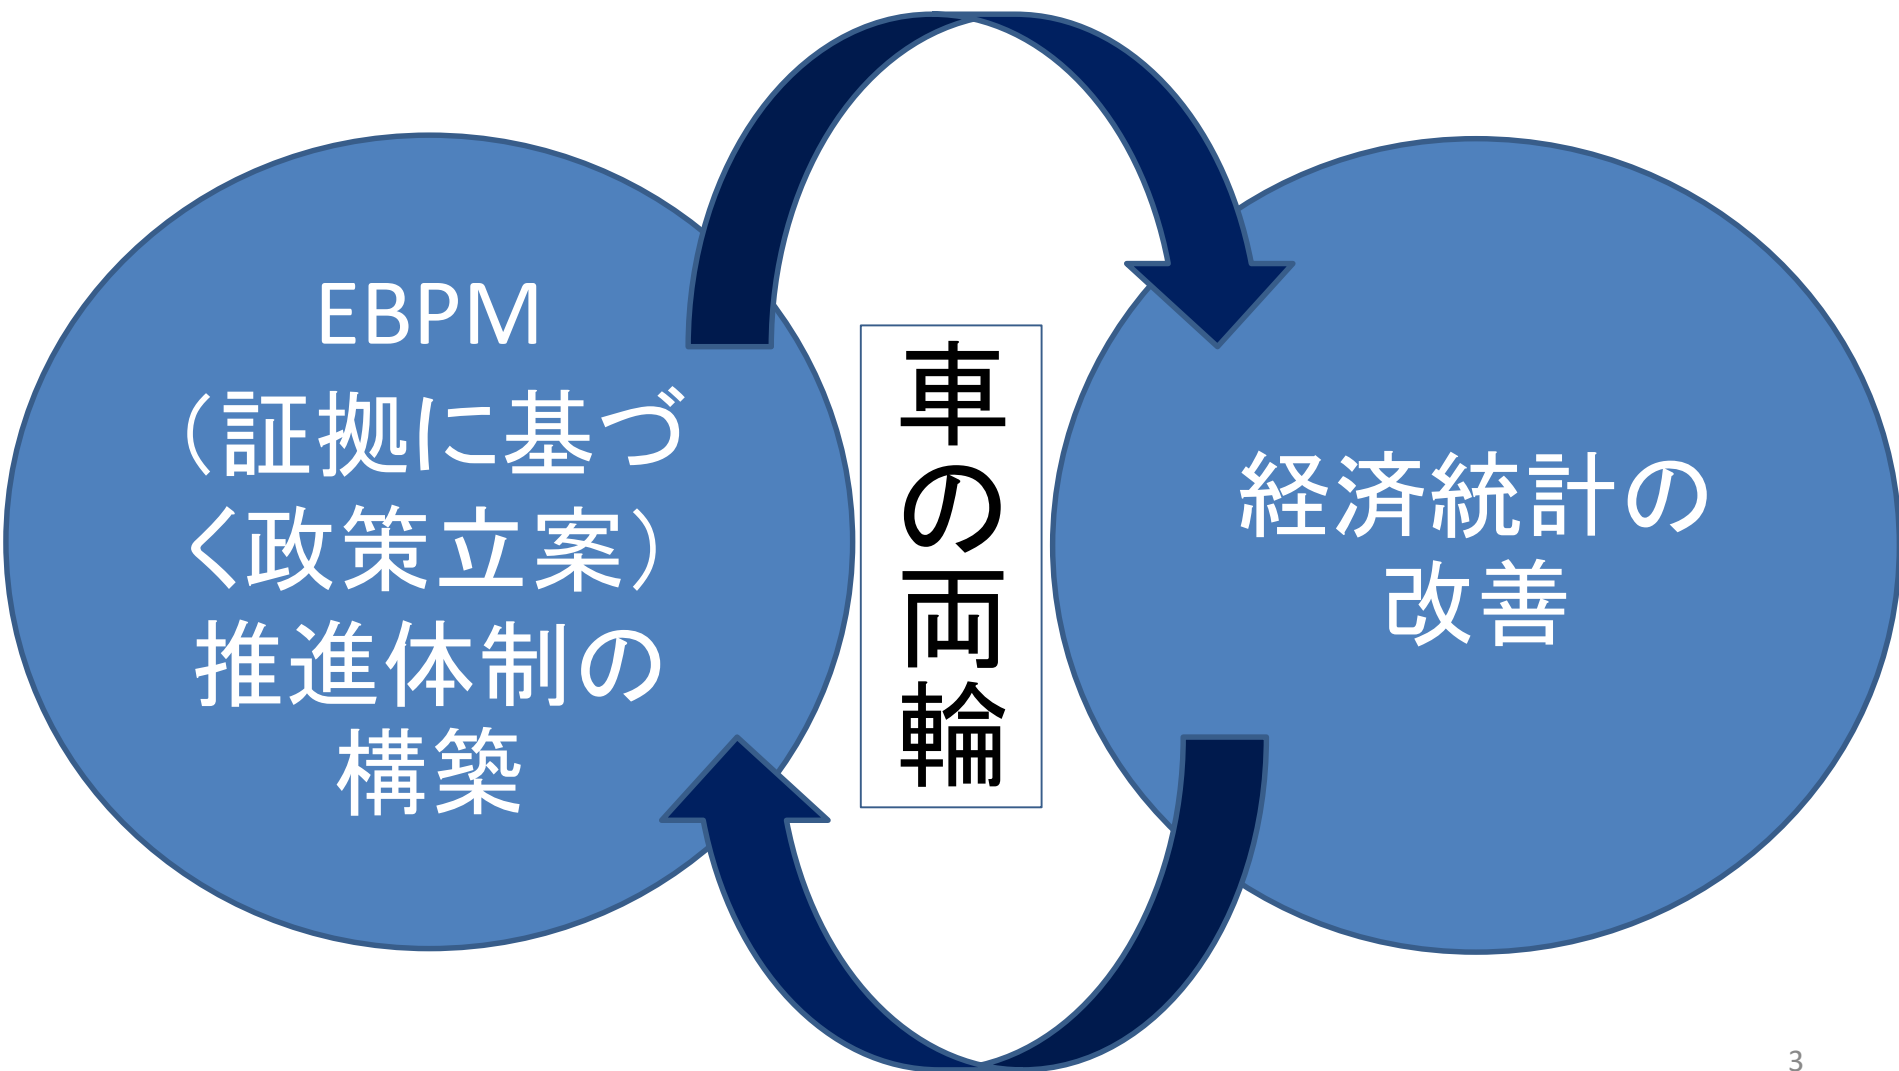 EBPM
（証拠に基づ
く政策立案）
推進体制の
構築
車の両輪
経済統計の
改善
3